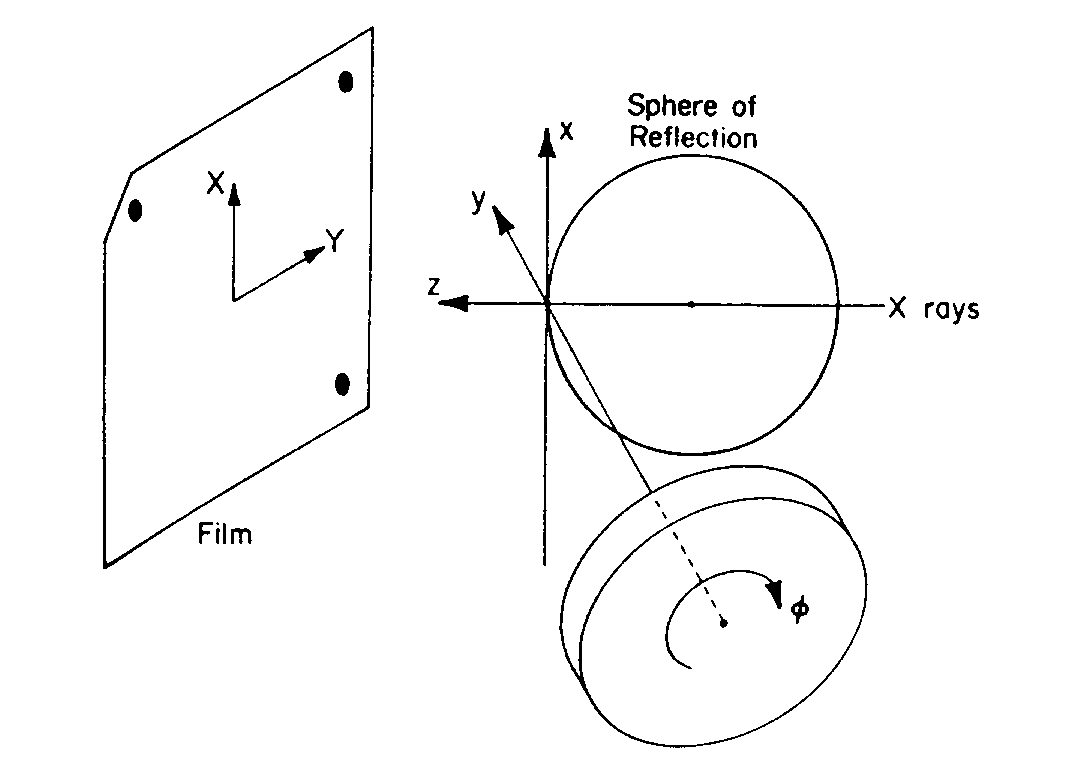 Sphere of
Reflection
x
X
y
Y
z
X rays
Film
ϕ